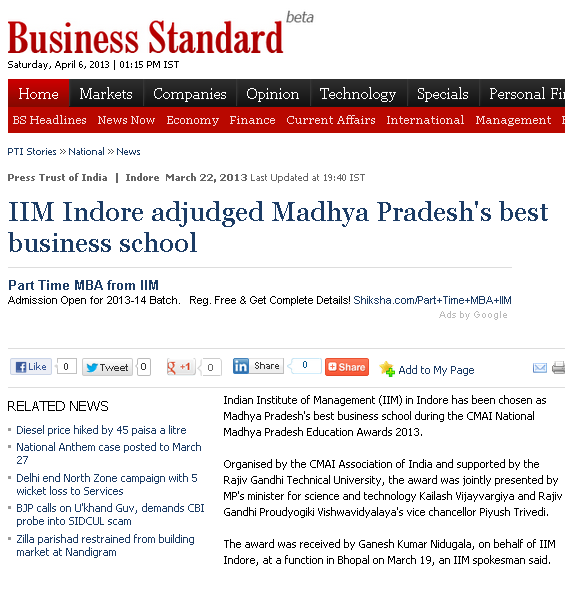 Business Standard beta
Saturday, April 6, 2013 | 01:15 PM IST
Home Markets Companies Opinion Technology Specials Personal Fi
BS Headlines News Now Economy Finance Current Affairs International Management
PTI Stories » National » News
Press Trust of India | Indore March 22, 2013 Last Updated at 19:40 IST
IIM Indore adjudged Madhya Pradesh's best
business school
Part Time MBA from IIM
Admission Open for 2013-14 Batch. Reg. Free & Get Complete Details! Shiksha.com/Part+Time+MBA+IIM
Ads by Google
Like 0 Tweet 0 +1 0 Share 0 Share Add to My Page
RELATED NEWS
Diesel price hiked by 45 paisa a litre
National Anthem case posted to March
27
Delhi end North Zone campaign with 5
wicket loss to Services
BJP calls on U'khand Guv, demands CBI
probe into SIDCUL scam
Zilla parishad restrained from building
market at Nandigram
Indian Institute of Management (IIM) in Indore has been chosen as
Madhya Pradesh's best business school during the CMAI National
Madhya Pradesh Education Awards 2013.
Organised by the CMAI Association of India and supported by the
Rajiv Gandhi Technical University, the award was jointly presented by
MP's minister for science and technology Kailash Vijayvargiya and Rajiv
Gandhi Proudyogiki Vishwavidyalaya's vice chancellor Piyush Trivedi.
The award was received by Ganesh Kumar Nidugala, on behalf of IIM
Indore, at a function in Bhopal on March 19, an IIM spokesman said.